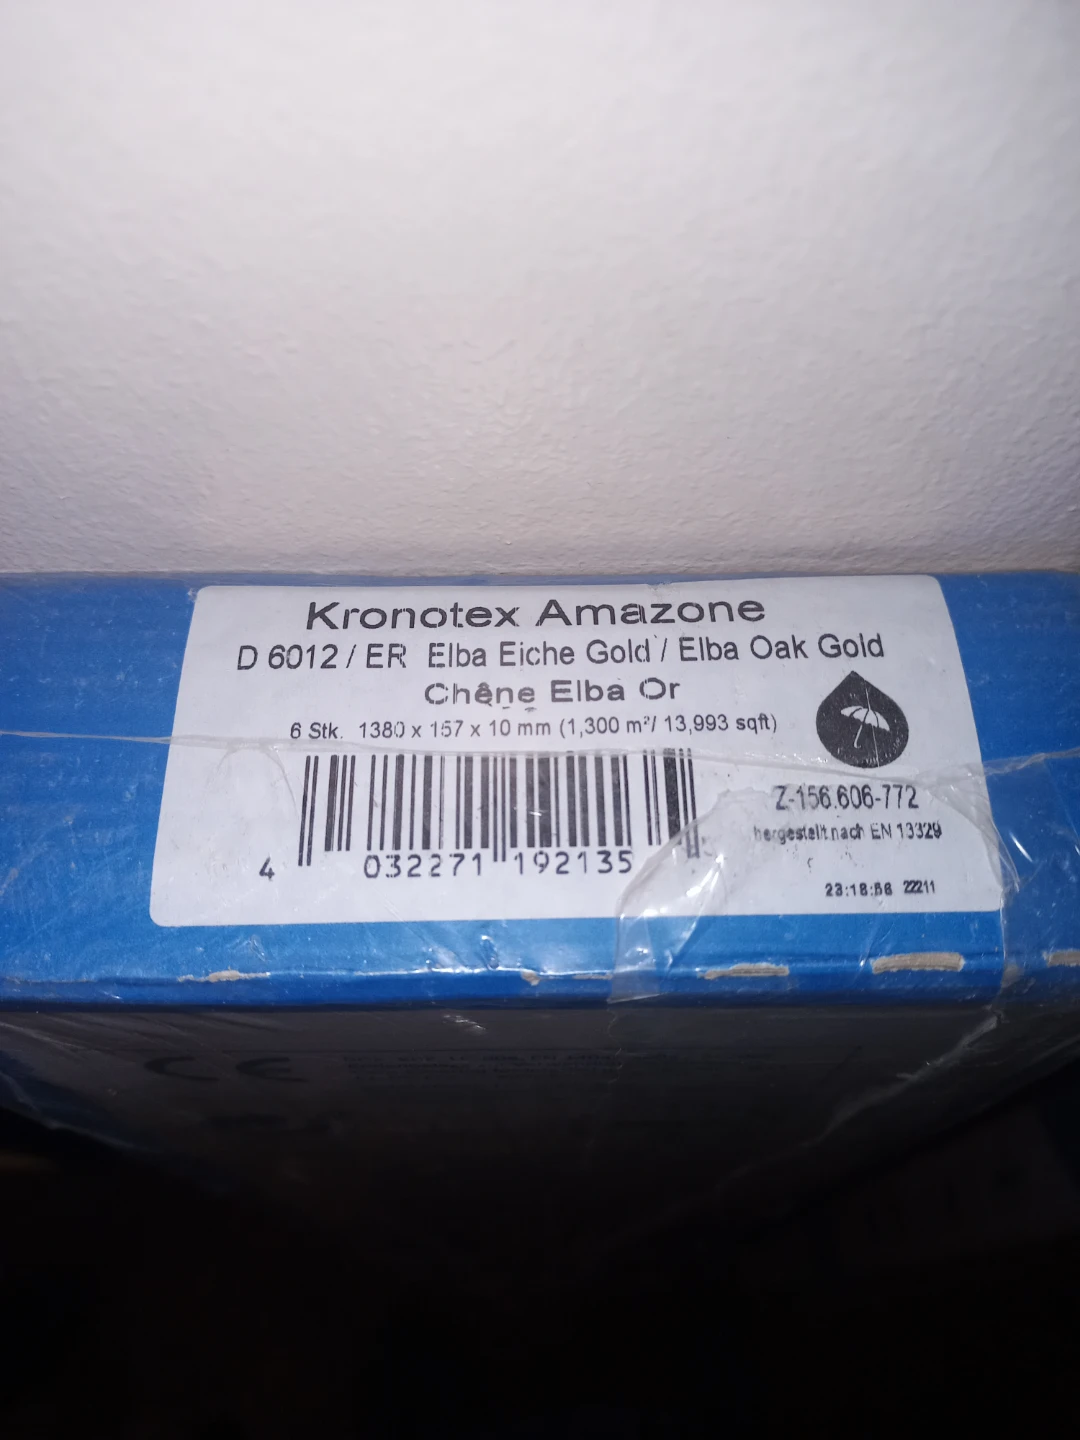 Kronotex Amazone
D 6012 / ER Elba Eiche Gold / Elba Oak Gold
Chêne Elba Or
6 Stk. 1380 x 157 x 10 mm (1,300 m²/ 13,993 sqft)
Z-156.606-772
hergestellt nach EN 13329
4 032271 192135
23:18:56 22211
CE